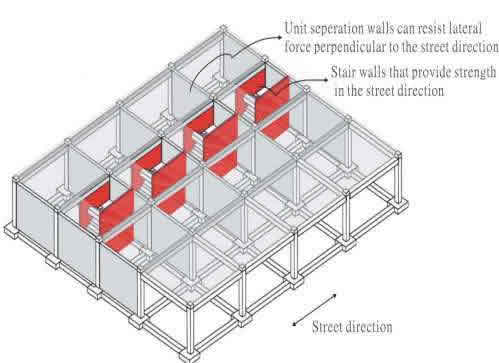 Unit seperation walls can resist lateral
force perpendicular to the street direction
Stair walls that provide strength
in the street direction
Street direction